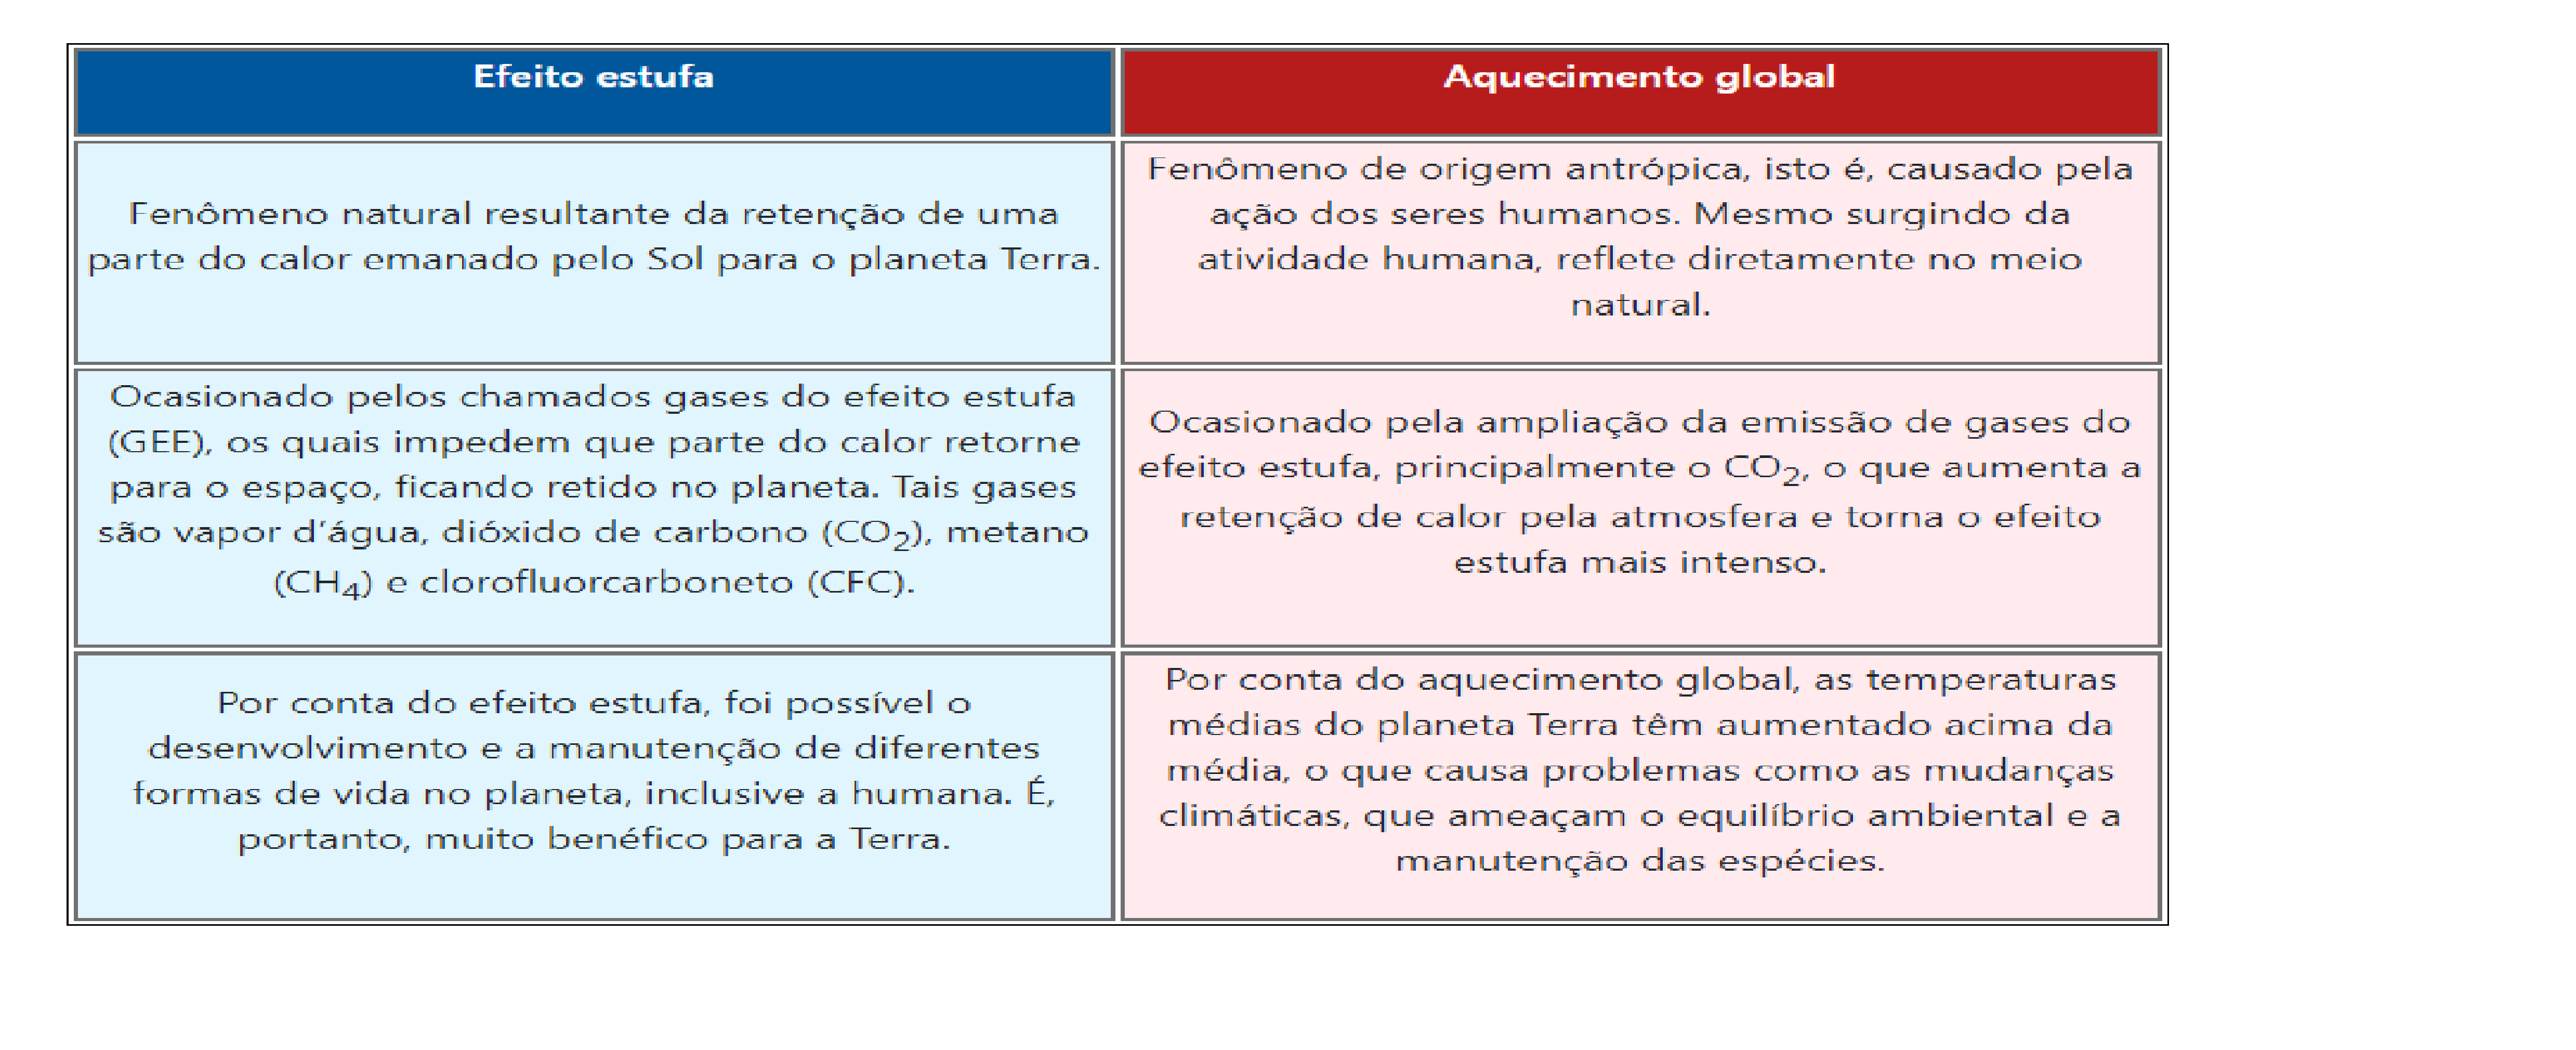 Efeito estufa
Aquecimento global
Fenômeno natural resultante da retenção de uma
parte do calor emanado pelo Sol para o planeta Terra.
Fenômeno de origem antrópica, isto é, causado pela
ação dos seres humanos. Mesmo surgindo da
atividade humana, reflete diretamente no meio
natural.
Ocasionado pelos chamados gases do efeito estufa
(GEE), os quais impedem que parte do calor retorne
para o espaço, ficando retido no planeta. Tais gases
são vapor d’água, dióxido de carbono (CO₂), metano
(CH₄) e clorofluorcarboneto (CFC).
Ocasionado pela ampliação da emissão de gases do
efeito estufa, principalmente o CO₂, o que aumenta a
retenção de calor pela atmosfera e torna o efeito
estufa mais intenso.
Por conta do efeito estufa, foi possível o
desenvolvimento e a manutenção de diferentes
formas de vida no planeta, inclusive a humana. É,
portanto, muito benéfico para a Terra.
Por conta do aquecimento global, as temperaturas
médias do planeta Terra têm aumentado acima da
média, o que causa problemas como as mudanças
climáticas, que ameaçam o equilíbrio ambiental e a
manutenção das espécies.